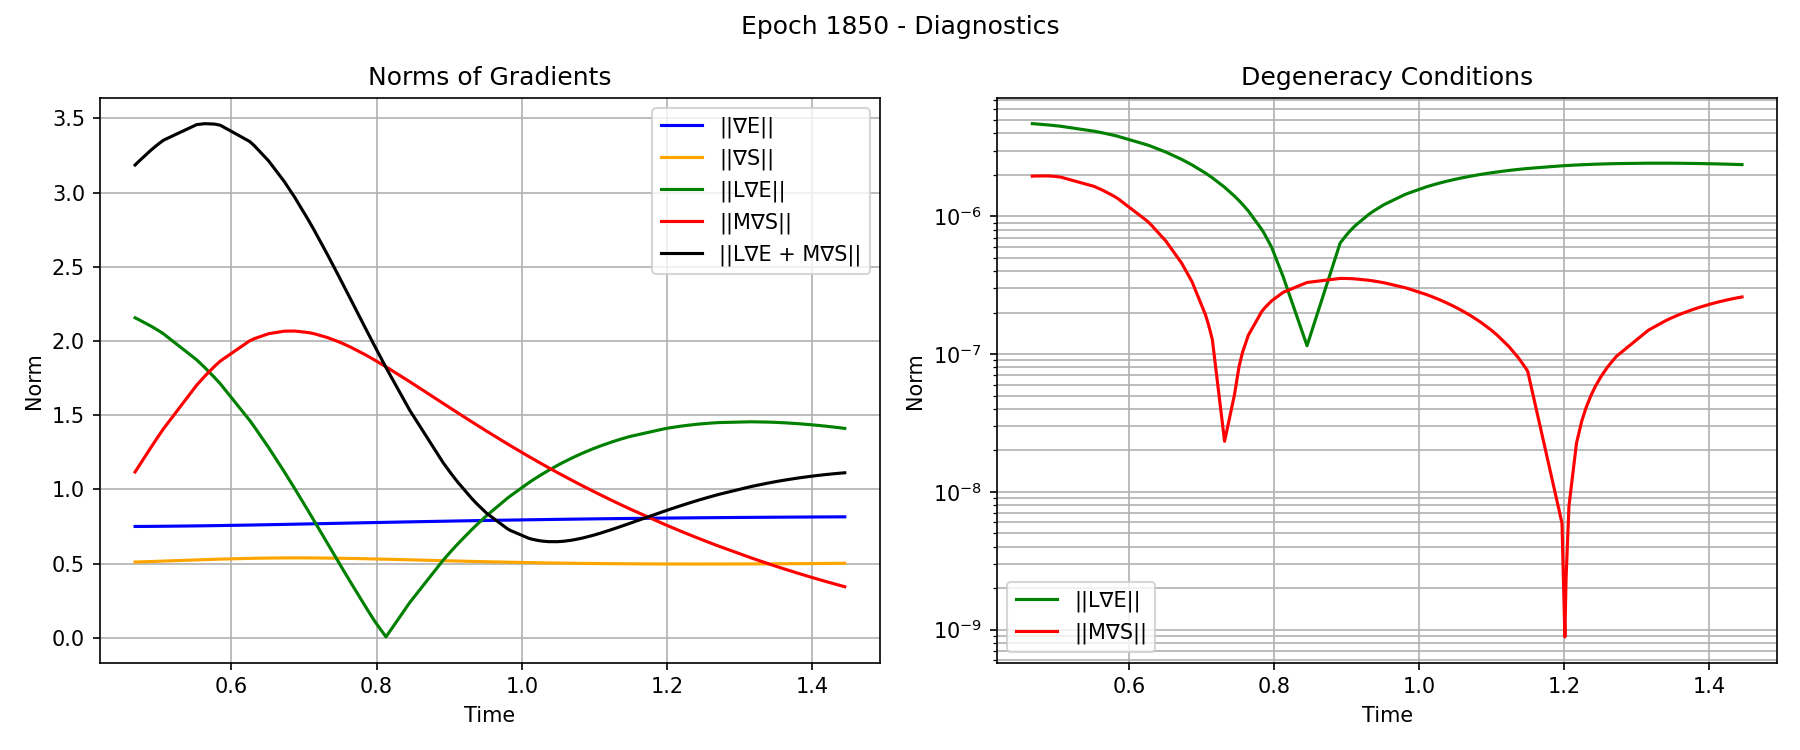 Epoch 1850 - Diagnostics
Norms of Gradients
Norm
3.5
3.0
2.5
2.0
1.5
1.0
0.5
0.0
||∇E||
||∇S||
||L∇E||
||M∇S||
||L∇E + M∇S||
0.6
0.8
1.0
1.2
1.4
Time
Degeneracy Conditions
Norm
10⁻⁶
10⁻⁷
10⁻⁸
10⁻⁹
||L∇E||
||M∇S||
0.6
0.8
1.0
1.2
1.4
Time